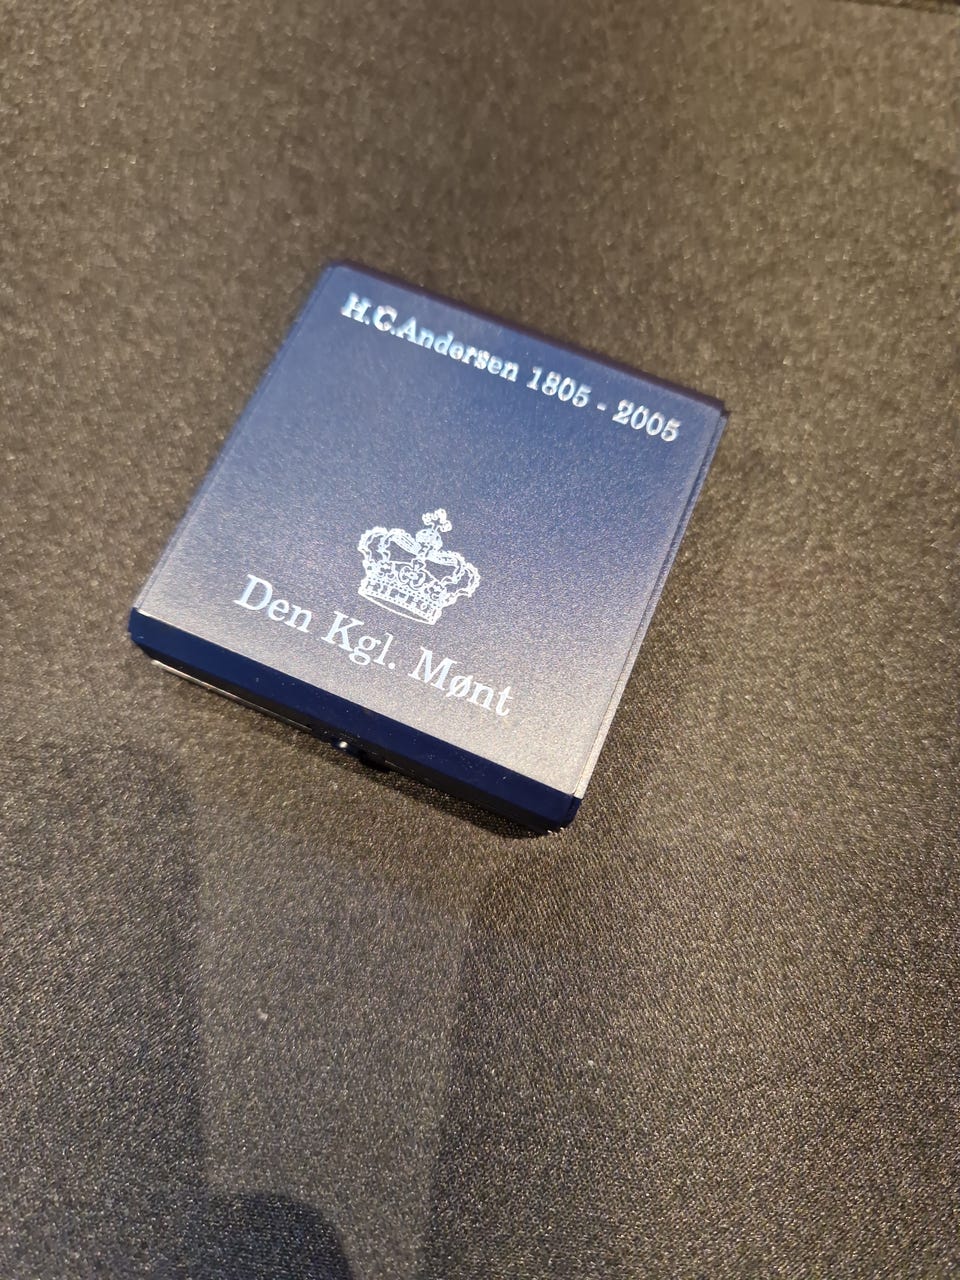 H.C.Andersen 1805 - 2005
Den Kgl. Mønt